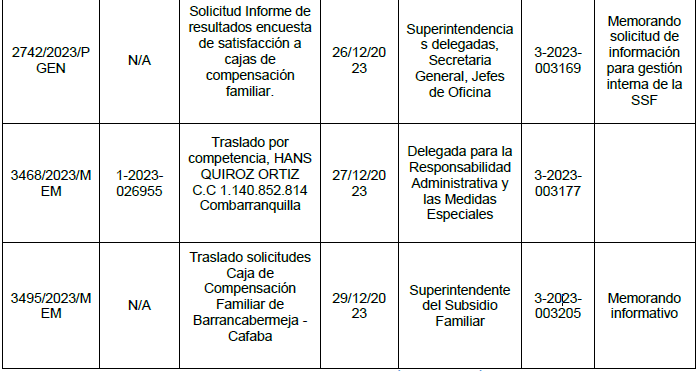 2742/2023/P
GEN
N/A
Solicitud Informe de
resultados encuesta
de satisfacción a
cajas de
compensación
familiar.
26/12/20
23
Superintendencia
s delegadas,
Secretaria
General, Jefes
de Oficina
3-2023-
003169
Memorando
solicitud de
información
para gestión
interna de la
SSF
3468/2023/M
EM
1-2023-
026955
Traslado por
competencia, HANS
QUIROZ ORTIZ
C.C 1.140.852.814
Combarranquilla
27/12/20
23
Delegada para la
Responsabilidad
Administrativa y
las Medidas
Especiales
3-2023-
003177
3495/2023/M
EM
N/A
Traslado solicitudes
Caja de
Compensación
Familiar de
Barrancabermeja -
Cafaba
29/12/20
23
Superintendente
del Subsidio
Familiar
3-2023-
003205
Memorando
informativo